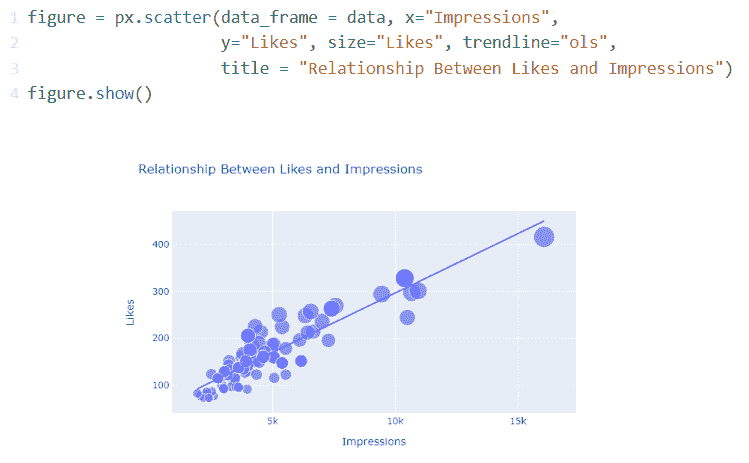 1 figure = px.scatter(data_frame = data, x="Impressions",
2                     y="Likes", size="Likes", trendline="ols",
3                     title = "Relationship Between Likes and Impressions")
4 figure.show()
Relationship Between Likes and Impressions
400
300
200
100
Likes
5k 10k 15k
Impressions